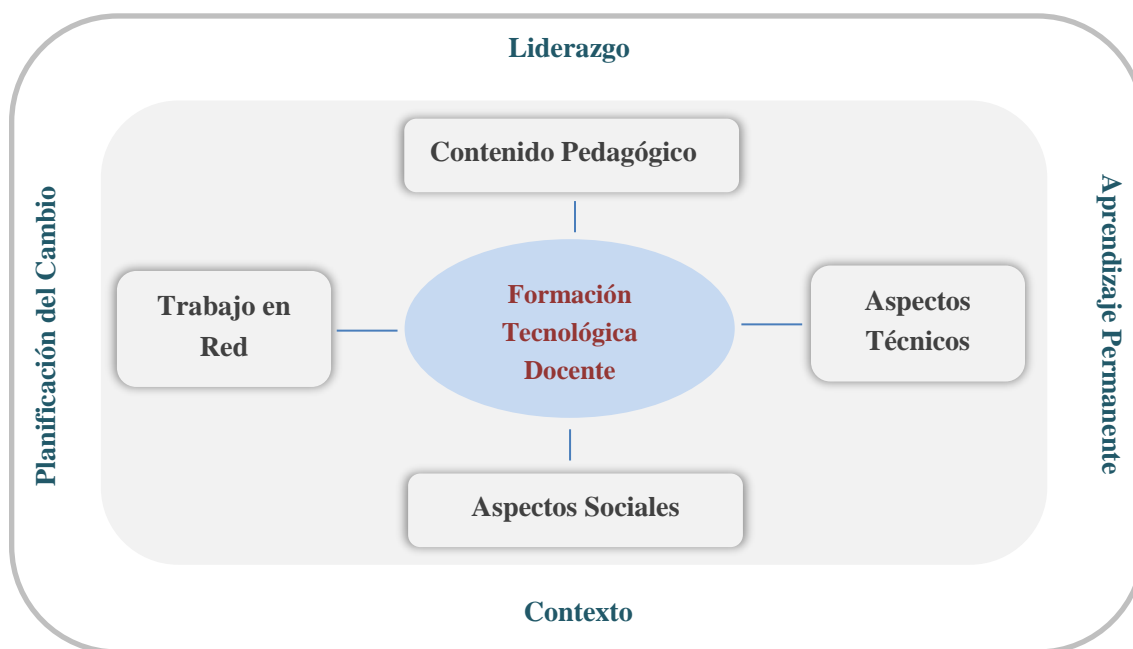 Liderazgo
Contenido Pedagógico
Planificación del Cambio
Trabajo en
Red
Formación
Tecnológica
Docente
Aspectos
Técnicos
Aprendizaje Permanente
Aspectos Sociales
Contexto